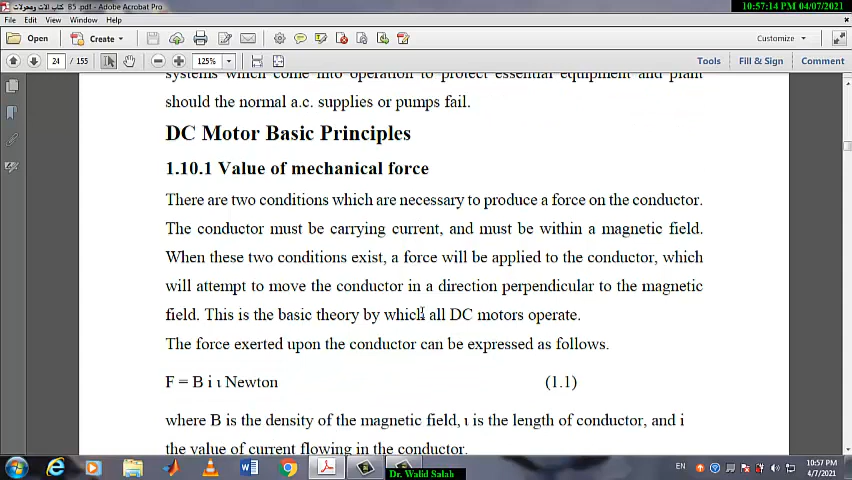 85. كتاب الات ومحولات.pdf - Adobe Acrobat Pro
10:57:14 PM 04/07/2021
File Edit View Window Help
Open Create Customize
24 / 155 125% Tools Fill & Sign Comment
systems which come into operation to protect essential equipment and plant
should the normal a.c. supplies or pumps fail.
DC Motor Basic Principles
1.10.1 Value of mechanical force
There are two conditions which are necessary to produce a force on the conductor.
The conductor must be carrying current, and must be within a magnetic field.
When these two conditions exist, a force will be applied to the conductor, which
will attempt to move the conductor in a direction perpendicular to the magnetic
field. This is the basic theory by which all DC motors operate.
The force exerted upon the conductor can be expressed as follows.
F = B i ι Newton (1.1)
where B is the density of the magnetic field, ι is the length of conductor, and i
the value of current flowing in the conductor.
EN 10:57 PM
4/7/2021
Dr. Walid Salah